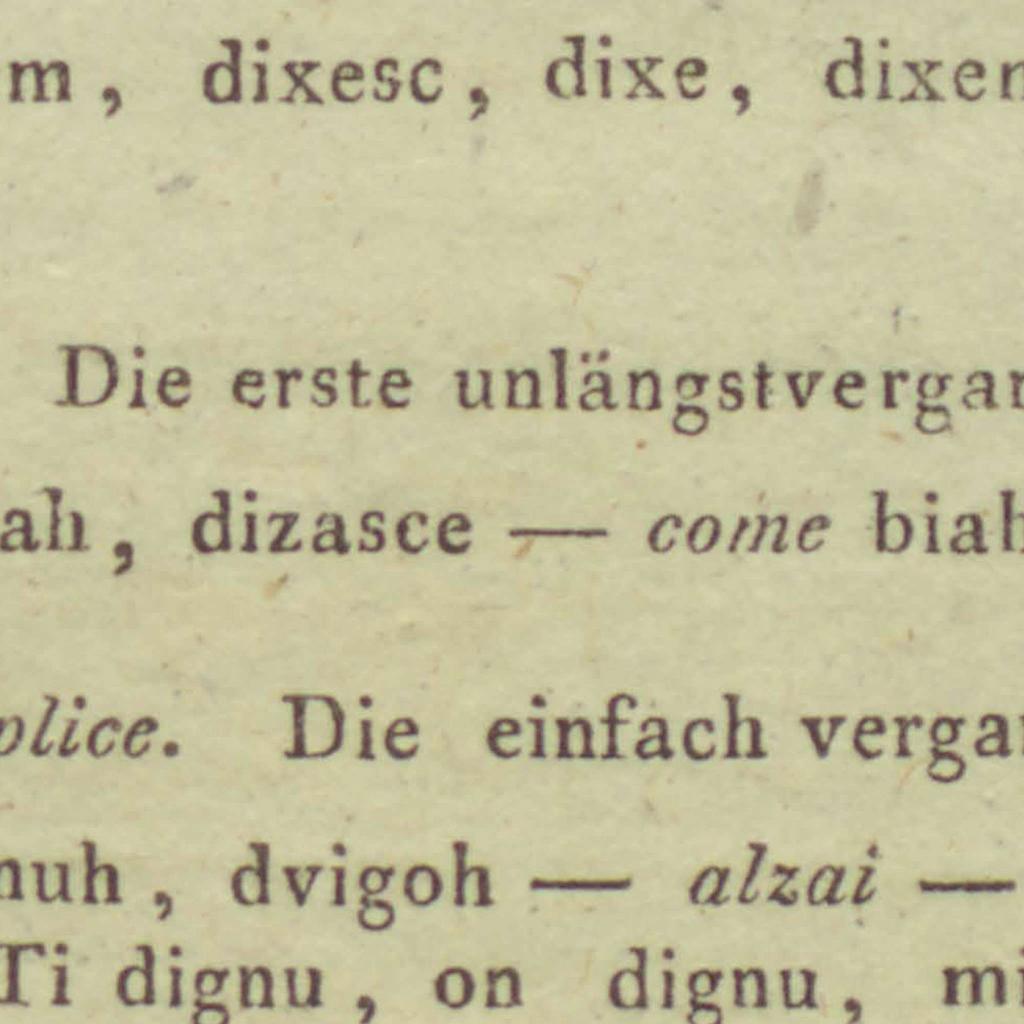 m, dixesc, dixe, dixen
Die erste unlängstvergan
ah, dizasce — come biah
plice. Die einfach vergan
nuh, dvigoh — alzai —
Ti dignu, on dignu, mi